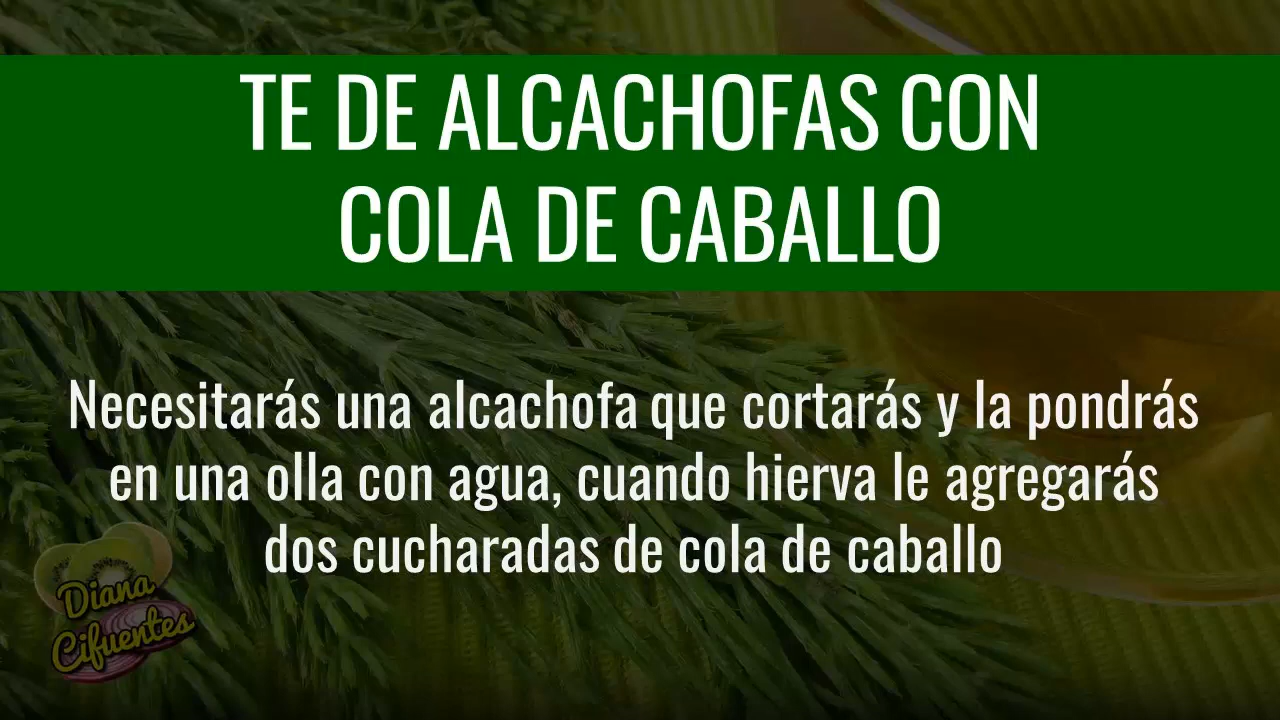 TE DE ALCACHOFAS CON
COLA DE CABALLO
Necesitarás una alcachofa que cortarás y la pondrás
en una olla con agua, cuando hierva le agregarás
dos cucharadas de cola de caballo
Diana
Cifuentes